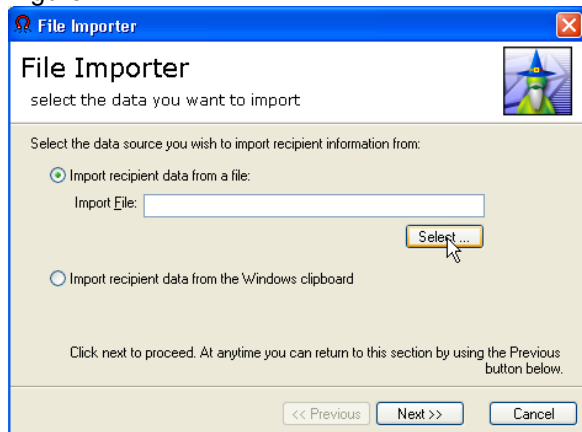 File Importer
File Importer
select the data you want to import
Select the data source you wish to import recipient information from:
Import recipient data from a file:
Import File:
Select ...
Import recipient data from the Windows clipboard
Click next to proceed. At anytime you can return to this section by using the Previous
button below.
<< Previous
Next >>
Cancel